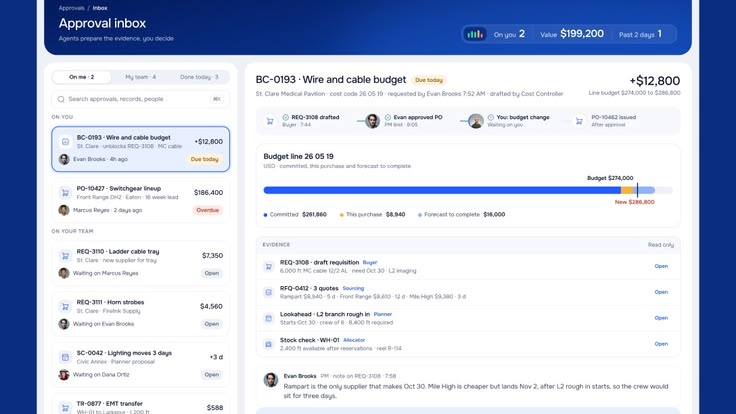 Approvals / Inbox
Approval inbox
Agents prepare the evidence, you decide
On you 2 Value $199,200 Past 2 days 1
On me · 2 My team · 4 Done today · 3
Search approvals, records, people ⌘K
ON YOU
BC-0193 · Wire and cable budget
St. Clare · unblocks REQ-3108 · MC cable
+$12,800
Evan Brooks · 4h ago Due today
PO-10427 · Switchgear lineup
Front Range DH2 · Eaton · 16 week lead
$186,400
Marcus Reyes · 2 days ago Overdue
ON YOUR TEAM
REQ-3110 · Ladder cable tray
St. Clare · new supplier for tray
$7,350
Waiting on Marcus Reyes Open
REQ-3111 · Horn strobes
St. Clare · Firelink Supply
$4,560
Waiting on Evan Brooks Open
SC-0042 · Lighting moves 3 days
Civic Annex · Planner proposal
+3 d
Waiting on Dana Ortiz Open
TR-0877 · EMT transfer
WH-01 to Larkspur · 1,200 ft
$588
BC-0193 · Wire and cable budget Due today
St. Clare Medical Pavilion · cost code 26 05 19 · requested by Evan Brooks 7:52 AM · drafted by Cost Controller
+$12,800
Line budget $274,000 to $286,800
REQ-3108 drafted
Buyer · 7:44
Evan approved PO
PM limit · 9:05
You: budget change
Waiting on you
PO-10462 issued
After approval
Budget line 26 05 19
USD · committed, this purchase and forecast to complete
Budget $274,000
New $286,800
Committed $261,860 This purchase $8,940 Forecast to complete $16,000
EVIDENCE Read only
REQ-3108 · draft requisition Buyer
6,000 ft MC cable 12/2 AL · need Oct 30 · L2 imaging
Open
RFQ-0412 · 3 quotes Sourcing
Rampart $8,940 · 5 d · Front Range $8,610 · 12 d · Mile High $9,380 · 3 d
Open
Lookahead · L2 branch rough in Planner
Starts Oct 30 · crew of 6 · 8,400 ft required
Open
Stock check · WH-01 Allocator
2,400 ft available after reservations · reel R-114
Open
Evan Brooks PM · note on REQ-3108 · 7:58
Rampart is the only supplier that makes Oct 30. Mile High is cheaper but lands Nov 2, after L2 rough in starts, so the crew would
sit for three days.